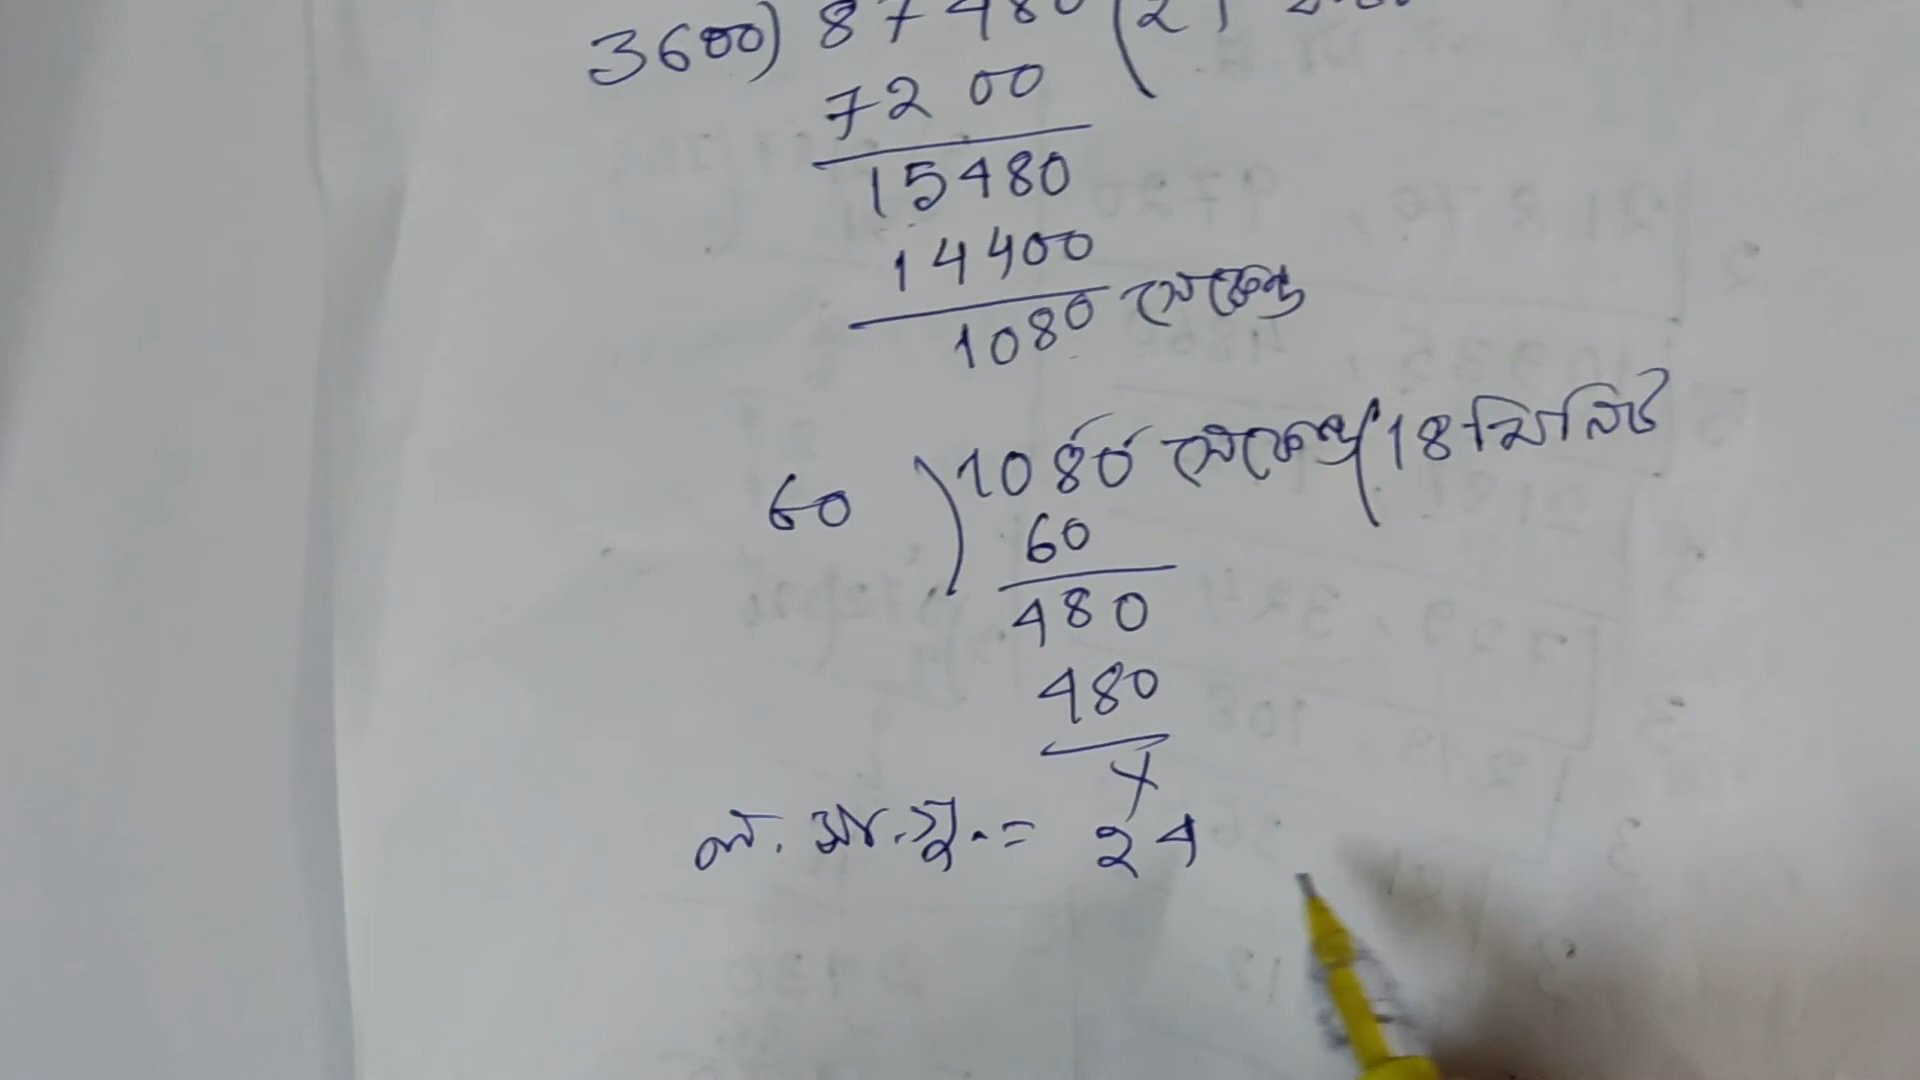 3600) 87480 (2
7200
15480
14400
1080 সেকেন্ড
60 ) 1080 সেকেন্ড ( 18 মিনিট
60
480
480
×
ল. সা. গু. = 24